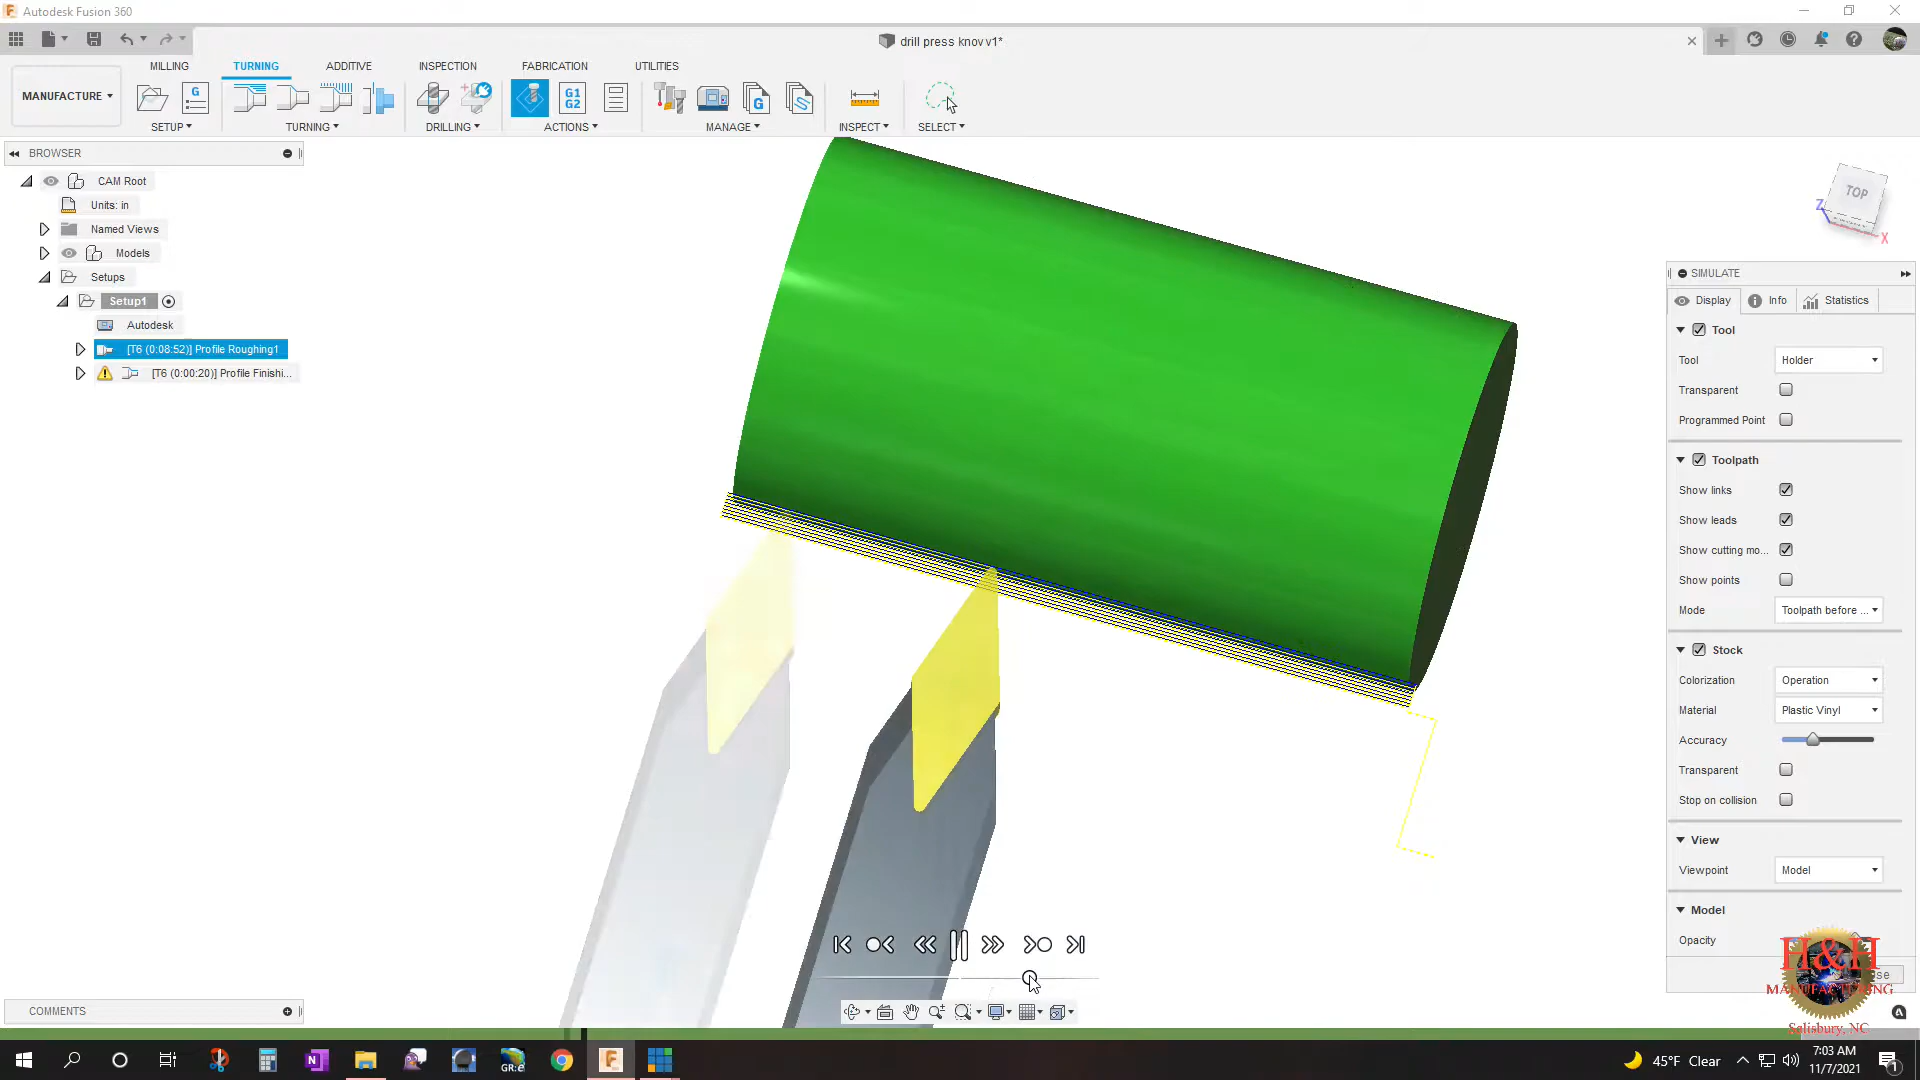 Autodesk Fusion 360
drill press knov v1*
MANUFACTURE
MILLING
TURNING
ADDITIVE
INSPECTION
FABRICATION
UTILITIES
G
G1
G2
G
S
SETUP
TURNING
DRILLING
ACTIONS
MANAGE
INSPECT
SELECT
BROWSER
CAM Root
Units: in
Named Views
Models
Setups
Setup1
Autodesk
[T6 (0:08:52)] Profile Roughing1
[T6 (0:00:20)] Profile Finishi...
TOP
Z
X
SIMULATE
Display
Info
Statistics
Tool
Tool
Holder
Transparent
Programmed Point
Toolpath
Show links
Show leads
Show cutting mo...
Show points
Mode
Toolpath before ...
Stock
Colorization
Operation
Material
Plastic Vinyl
Accuracy
Transparent
Stop on collision
View
Viewpoint
Model
Model
Opacity
H&H
MANUFACTURING
Salisbury, NC
COMMENTS
GR:e
45°F Clear
7:03 AM
11/7/2021
1